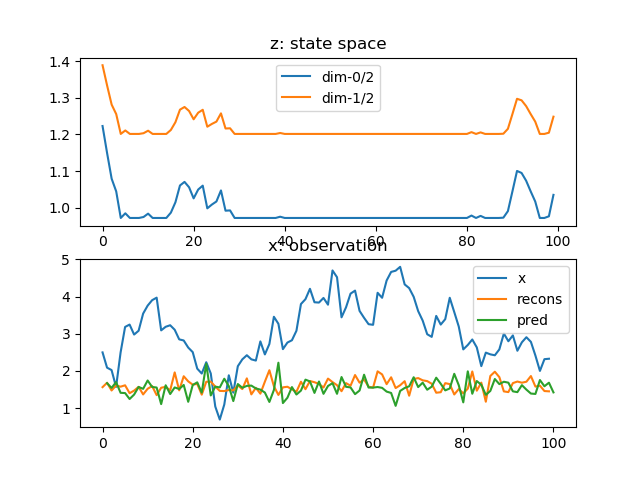 z: state space
1.4
1.3
1.2
1.1
1.0
dim-0/2
dim-1/2
0 20 40 60 80 100
x: observation
5
4
3
2
1
x
recons
pred
0 20 40 60 80 100